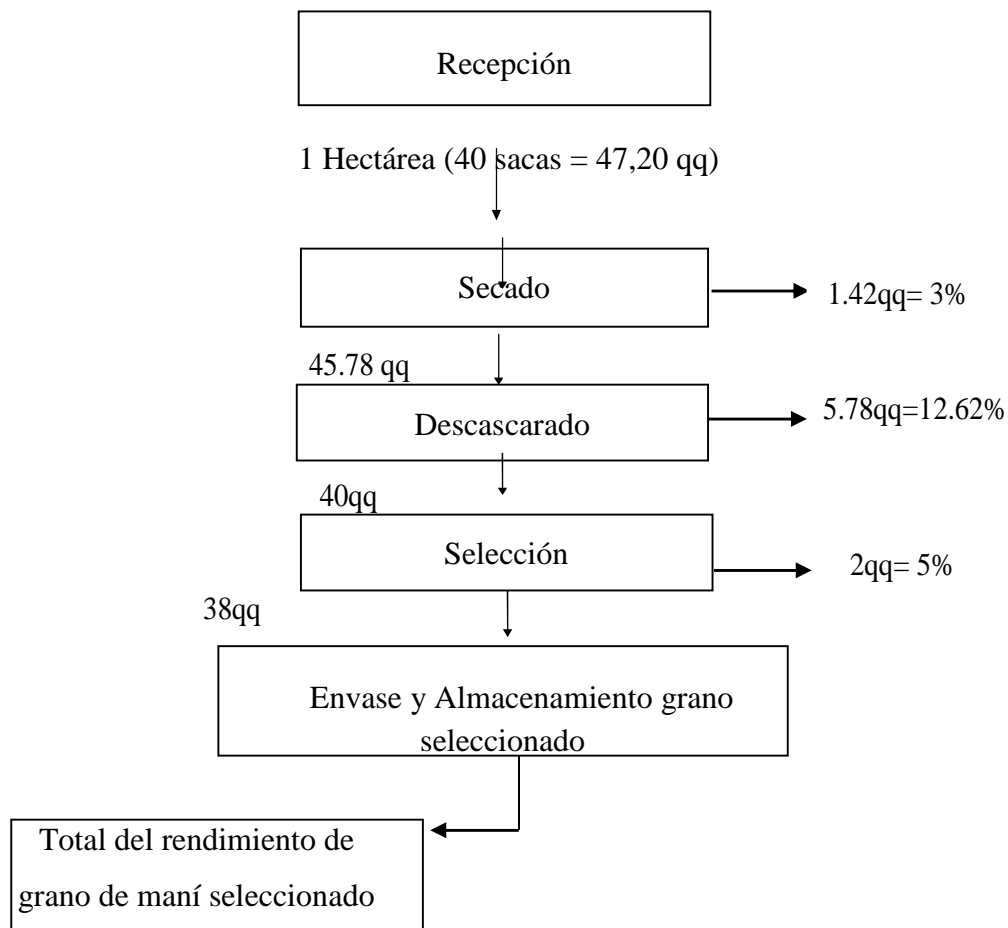 Recepción
1 Hectárea (40 sacas = 47,20 qq)
Secado
1.42qq= 3%
45.78 qq
Descascarado
5.78qq=12.62%
40qq
Selección
2qq= 5%
38qq
Envase y Almacenamiento grano
seleccionado
Total del rendimiento de
grano de maní seleccionado